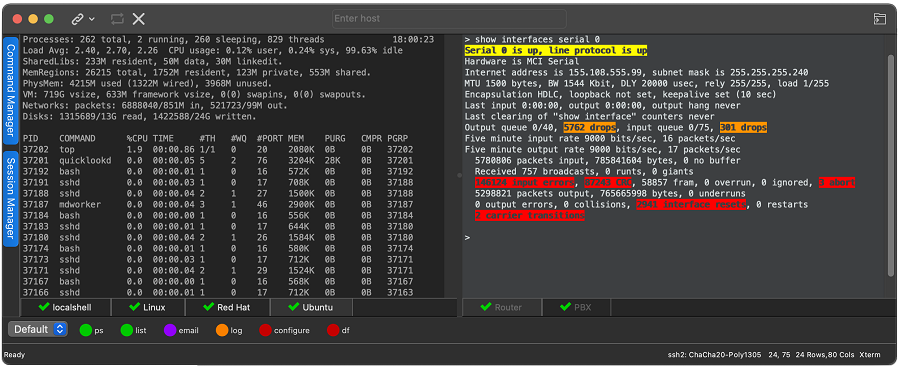 Enter host
Command Manager
Session Manager
Processes: 262 total, 2 running, 260 sleeping, 829 threads 18:00:23
Load Avg: 2.40, 2.70, 2.26 CPU usage: 0.12% user, 0.24% sys, 99.63% idle
SharedLibs: 233M resident, 50M data, 30M linkedit.
MemRegions: 26215 total, 1752M resident, 123M private, 553M shared.
PhysMem: 4215M used (1322M wired), 3968M unused.
VM: 719G vsize, 633M framework vsize, 0(0) swapins, 0(0) swapouts.
Networks: packets: 6888040/851M in, 521723/99M out.
Disks: 1315689/13G read, 1422588/24G written.
PID COMMAND %CPU TIME #TH #WQ #PORT MEM PURG CMPR PGRP
37202 top 1.9 00:00.86 1/1 0 20 2080K 0B 0B 37202
37201 quicklookd 0.0 00:00.05 5 2 76 3204K 28K 0B 37201
37192 bash 0.0 00:00.01 1 0 16 572K 0B 0B 37192
37191 sshd 0.0 00:00.03 1 0 17 708K 0B 0B 37191
37188 sshd 0.0 00:00.04 2 1 27 1500K 0B 0B 37188
37187 mdworker 0.0 00:00.04 3 1 46 2900K 0B 0B 37187
37184 bash 0.0 00:00.00 1 0 16 556K 0B 0B 37184
37183 sshd 0.0 00:00.01 1 0 17 644K 0B 0B 37183
37180 sshd 0.0 00:00.04 2 1 26 1584K 0B 0B 37180
37174 bash 0.0 00:00.01 1 0 16 580K 0B 0B 37174
37173 sshd 0.0 00:00.03 1 0 17 712K 0B 0B 37173
37171 sshd 0.0 00:00.04 2 1 29 1524K 0B 0B 37171
37167 bash 0.0 00:00.01 1 0 16 568K 0B 0B 37167
37166 sshd 0.0 00:00.01 1 0 17 712K 0B 0B 37163
localshell Linux Red Hat Ubuntu
> show interfaces serial 0
Serial 0 is up, line protocol is up
Hardware is MCI Serial
Internet address is 155.108.555.99, subnet mask is 255.255.255.240
MTU 1500 bytes, BW 1544 Kbit, DLY 20000 usec, rely 255/255, load 1/255
Encapsulation HDLC, loopback not set, keepalive set (10 sec)
Last input 0:00:00, output 0:00:00, output hang never
Last clearing of "show interface" counters never
Output queue 0/40, 5762 drops, input queue 0/75, 301 drops
Five minute input rate 9000 bits/sec, 16 packets/sec
Five minute output rate 9000 bits/sec, 17 packets/sec
5780806 packets input, 785841604 bytes, 0 no buffer
Received 757 broadcasts, 0 runts, 0 giants
input errors, CRC, 58857 fram, 0 overrun, 0 ignored, abort
5298821 packets output, 765665998 bytes, 0 underruns
0 output errors, 0 collisions, 2941 interface resets, 0 restarts
2 carrier transitions
>
Router PBX
Default ps list email log configure df
Ready ssh2: ChaCha20-Poly1305 24, 75 24 Rows,80 Cols Xterm